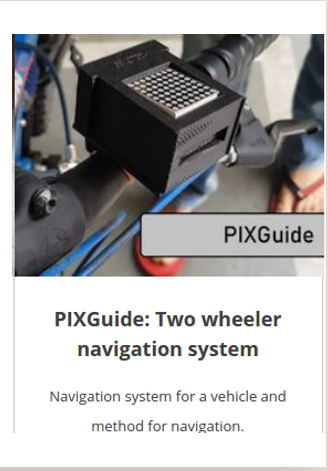 PIXGuide
PIXGuide: Two wheeler
navigation system
Navigation system for a vehicle and
method for navigation.